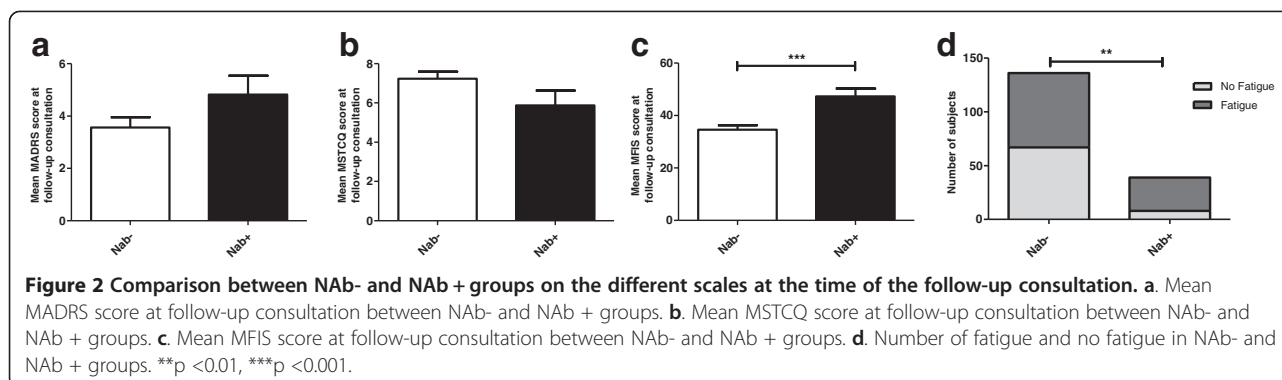 a
b
c
d
Mean MADRS score at
follow-up consultation
6
4
2
0
Nab-
Nab+
Mean MSTCQ score at
follow-up consultation
8
6
4
2
0
Nab-
Nab+
Mean MFIS score at
follow-up consultation
60
40
20
0
***
Nab-
Nab+
Number of subjects
150
100
50
0
**
Nab-
Nab+
No Fatigue
Fatigue
Figure 2 Comparison between NAb- and NAb + groups on the different scales at the time of the follow-up consultation. a. Mean
MADRS score at follow-up consultation between NAb- and NAb + groups. b. Mean MSTCQ score at follow-up consultation between NAb- and
NAb + groups. c. Mean MFIS score at follow-up consultation between NAb- and NAb + groups. d. Number of fatigue and no fatigue in NAb- and
NAb + groups. **p <0.01, ***p <0.001.